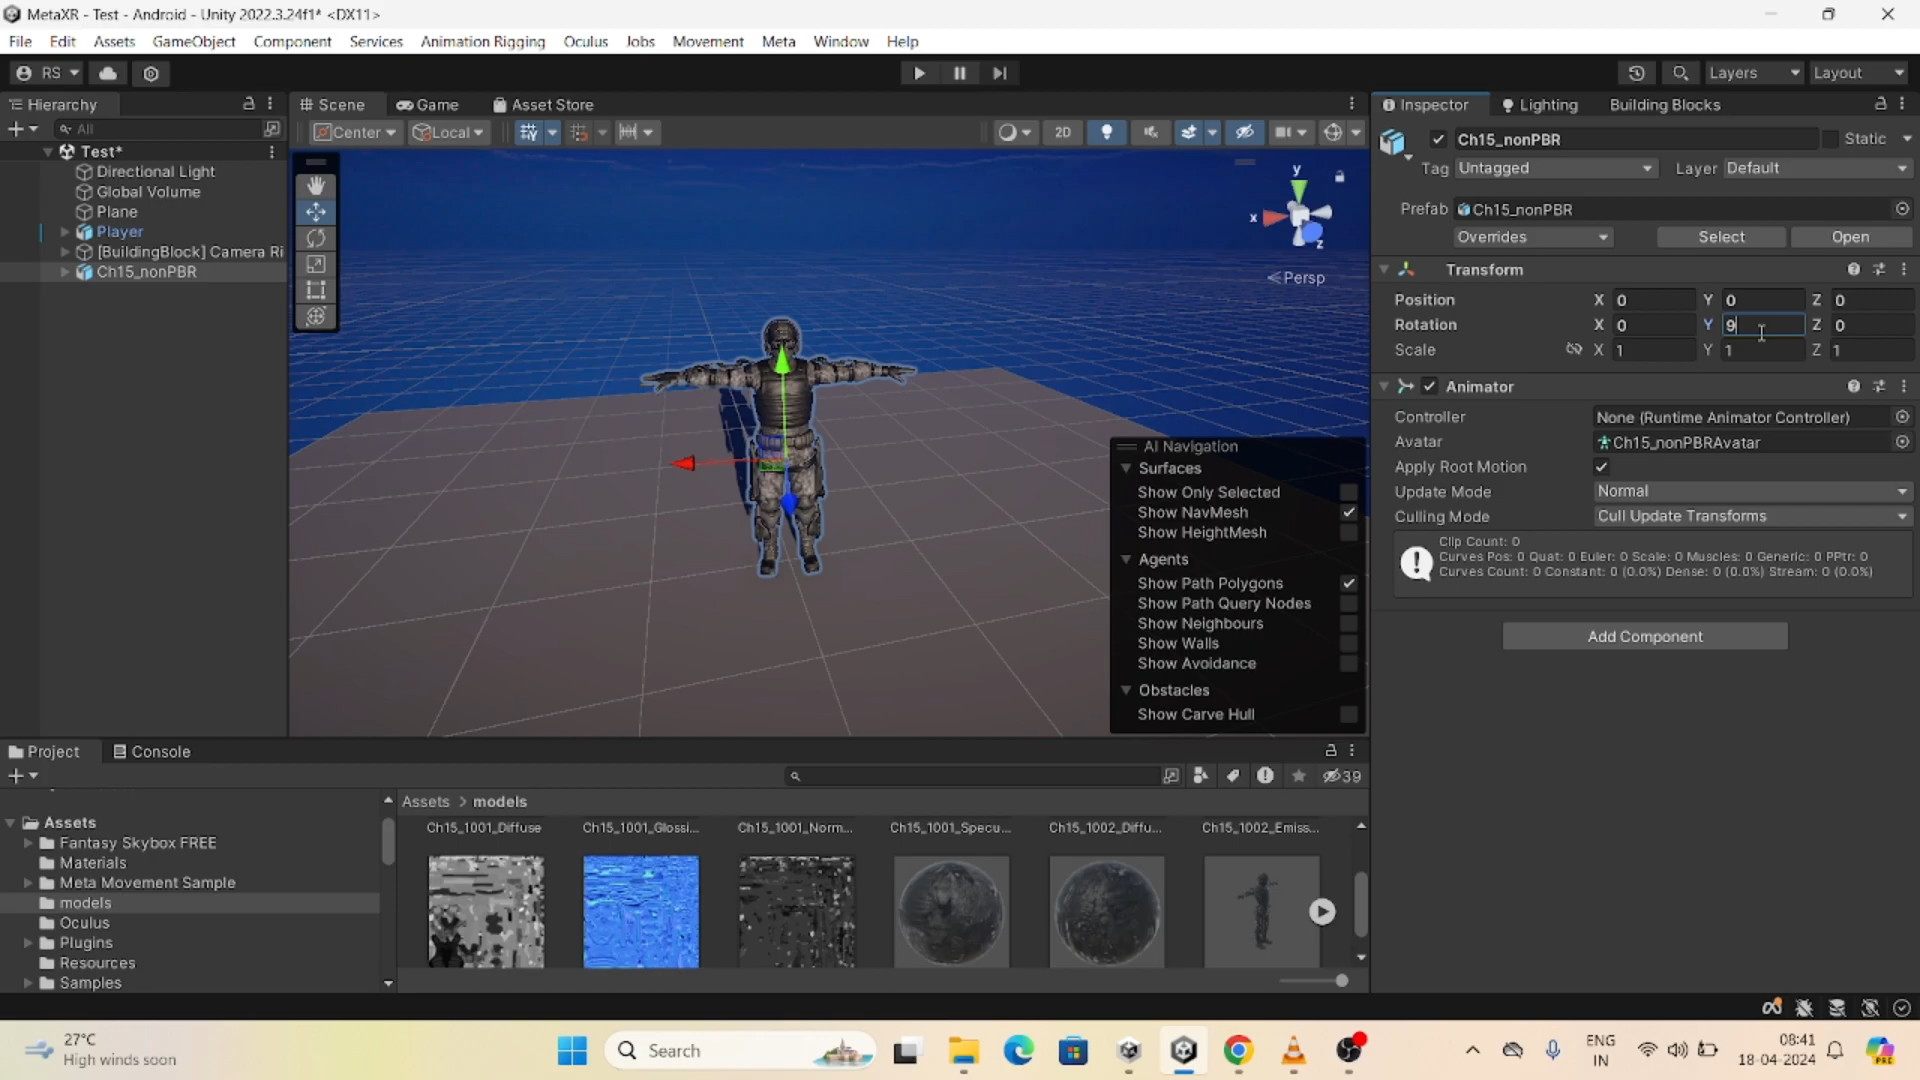 MetaXR - Test - Android - Unity 2022.3.24f1* <DX11>
File Edit Assets GameObject Component Services Animation Rigging Oculus Jobs Movement Meta Window Help
RS Layers Layout
Hierarchy
All
Test*
Directional Light
Global Volume
Plane
Player
[BuildingBlock] Camera Ri
Ch15_nonPBR
Scene Game Asset Store
Center Local 2D
y
x
z
Persp
AI Navigation
Surfaces
Show Only Selected
Show NavMesh
Show HeightMesh
Agents
Show Path Polygons
Show Path Query Nodes
Show Neighbours
Show Walls
Show Avoidance
Obstacles
Show Carve Hull
Inspector Lighting Building Blocks
Ch15_nonPBR Static
Tag Untagged Layer Default
Prefab Ch15_nonPBR
Overrides Select Open
Transform
Position X 0 Y 0 Z 0
Rotation X 0 Y 9 Z 0
Scale X 1 Y 1 Z 1
Animator
Controller None (Runtime Animator Controller)
Avatar Ch15_nonPBRAvatar
Apply Root Motion
Update Mode Normal
Culling Mode Cull Update Transforms
Clip Count: 0
Curves Pos: 0 Quat: 0 Euler: 0 Scale: 0 Muscles: 0 Generic: 0 PPtr: 0
Curves Count: 0 Constant: 0 (0.0%) Dense: 0 (0.0%) Stream: 0 (0.0%)
Add Component
Project Console
39
Assets
Fantasy Skybox FREE
Materials
Meta Movement Sample
models
Oculus
Plugins
Resources
Samples
Assets > models
Ch15_1001_Diffuse Ch15_1001_Glossi... Ch15_1001_Norm... Ch15_1001_Specu... Ch15_1002_Diffu... Ch15_1002_Emiss...
27°C
High winds soon
Search
ENG
IN
08:41
18-04-2024
PRE